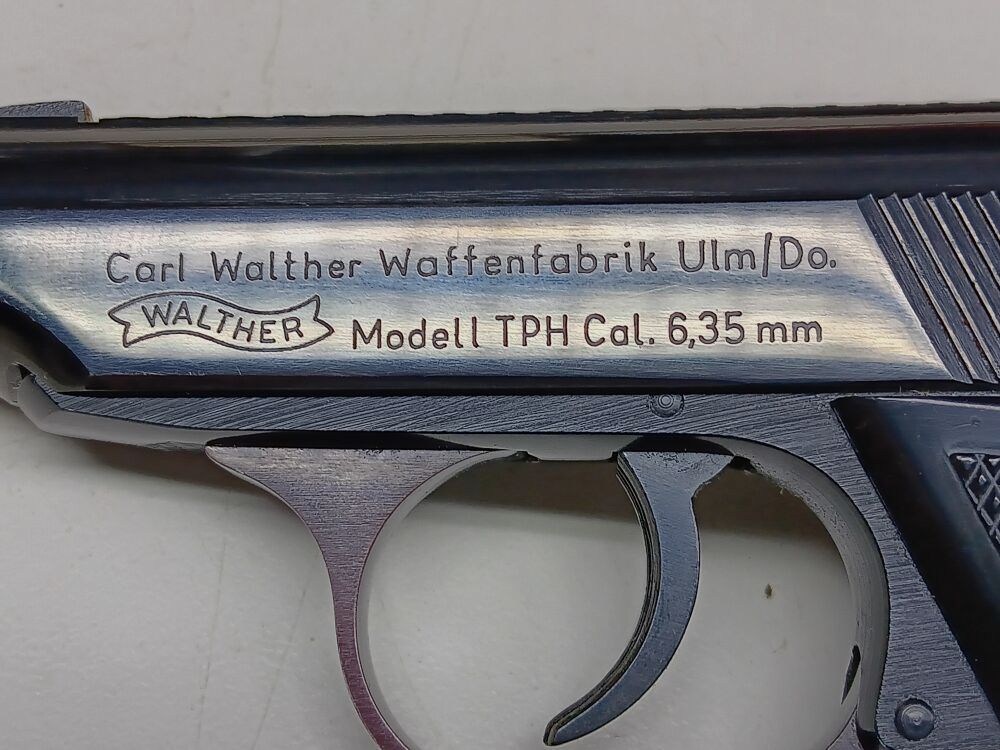 Carl Walther Waffenfabrik Ulm/Do.
WALTHER Modell TPH Cal. 6,35 mm